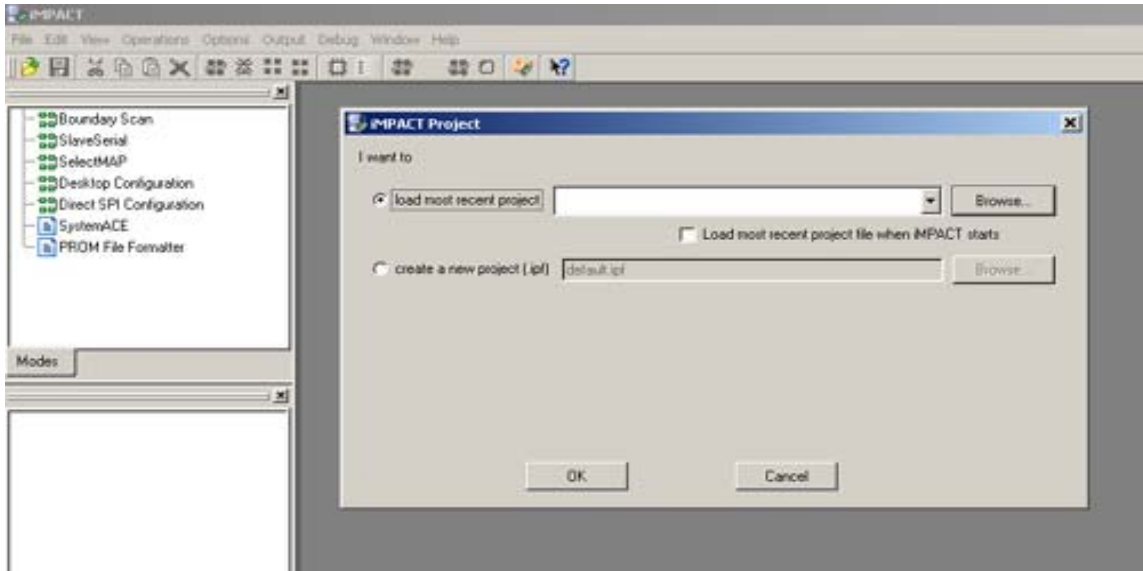 iMPACT
File Edit View Operations Options Output Debug Window Help
Boundary Scan
SlaveSerial
SelectMAP
Desktop Configuration
Direct SPI Configuration
SystemACE
PROM File Formatter
Modes
iMPACT Project
I want to
load most recent project
Browse...
Load most recent project file when iMPACT starts
create a new project (.ipf)
default.ipf
Browse...
OK
Cancel